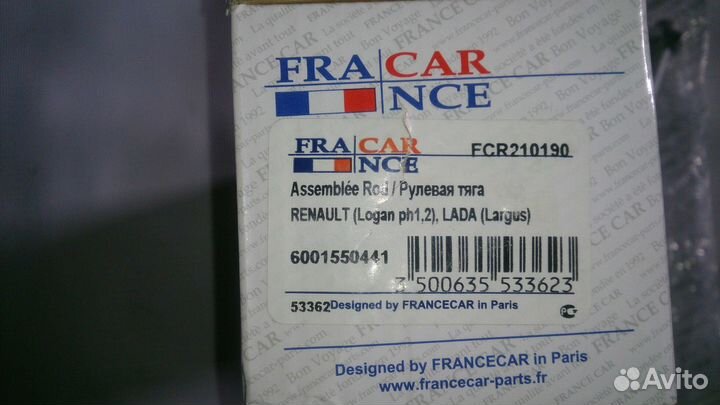 FRA CAR
NCE
FRA CAR
NCE
FCR210190
Assemblée Rod / Рулевая тяга
RENAULT (Logan ph1,2), LADA (Largus)
6001550441
3 500635 533623
53362 Designed by FRANCECAR in Paris
Designed by FRANCECAR in Paris
www.francecar-parts.fr
Avito